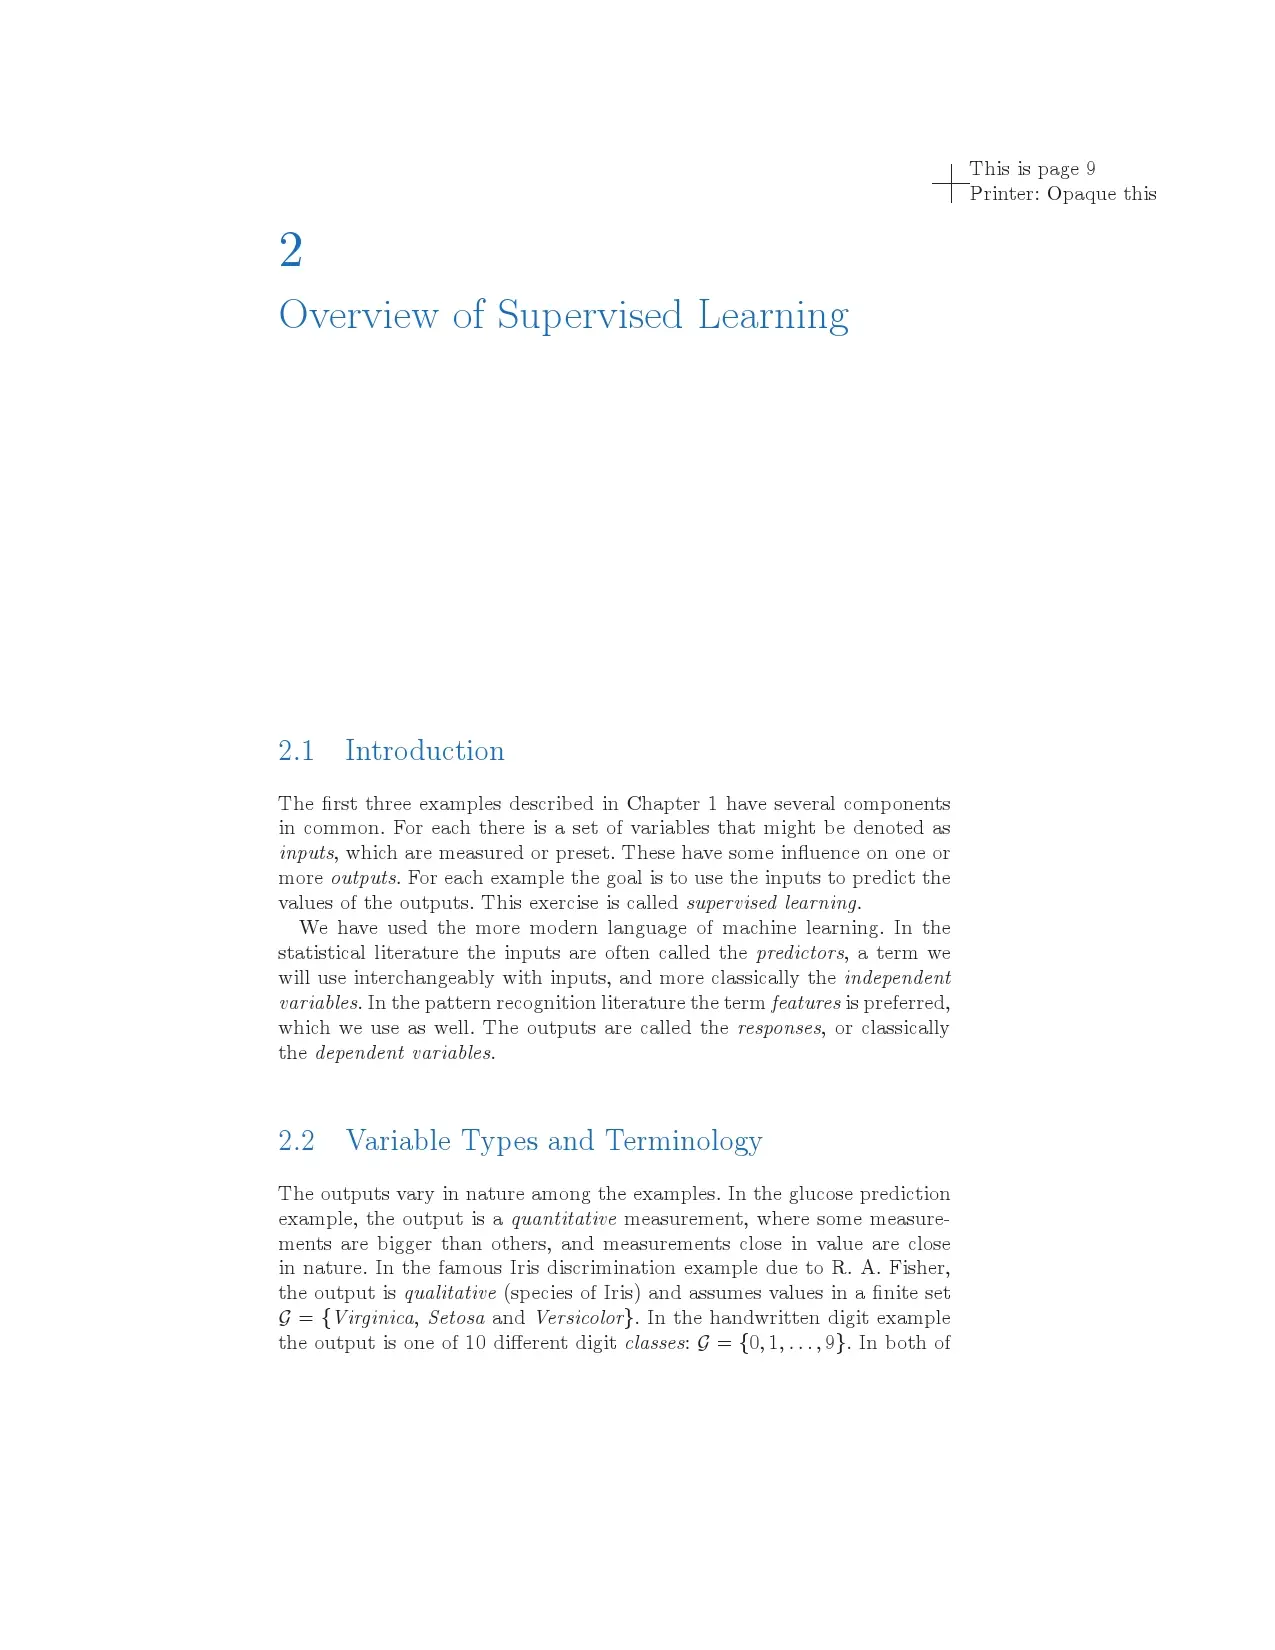 This is page 9
Printer: Opaque this
2
Overview of Supervised Learning
2.1 Introduction
The first three examples described in Chapter 1 have several components
in common. For each there is a set of variables that might be denoted as
inputs, which are measured or preset. These have some influence on one or
more outputs. For each example the goal is to use the inputs to predict the
values of the outputs. This exercise is called supervised learning.
We have used the more modern language of machine learning. In the
statistical literature the inputs are often called the predictors, a term we
will use interchangeably with inputs, and more classically the independent
variables. In the pattern recognition literature the term features is preferred,
which we use as well. The outputs are called the responses, or classically
the dependent variables.
2.2 Variable Types and Terminology
The outputs vary in nature among the examples. In the glucose prediction
example, the output is a quantitative measurement, where some measure-
ments are bigger than others, and measurements close in value are close
in nature. In the famous Iris discrimination example due to R. A. Fisher,
the output is qualitative (species of Iris) and assumes values in a finite set
𝒢 = {Virginica, Setosa and Versicolor}. In the handwritten digit example
the output is one of 10 different digit classes: 𝒢 = {0, 1, . . . , 9}. In both of